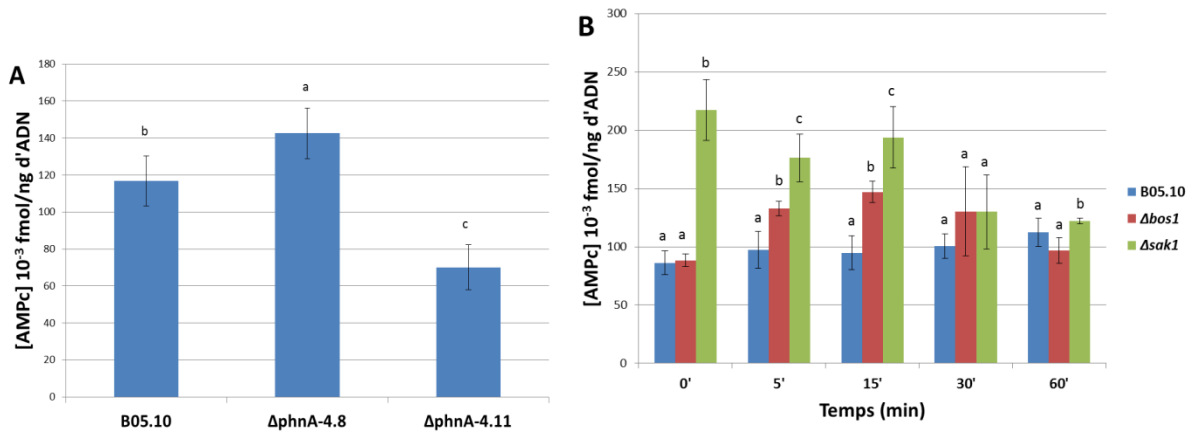 A
[AMPc] 10⁻³ fmol/ng d'ADN
180
160
140
120
100
80
60
40
20
0
b
a
c
B05.10
ΔphnA-4.8
ΔphnA-4.11
B
[AMPc] 10⁻³ fmol/ng d'ADN
300
250
200
150
100
50
0
a a b
a b c
a b c
a a a
a a b
0'
5'
15'
30'
60'
Temps (min)
B05.10
Δbos1
Δsak1